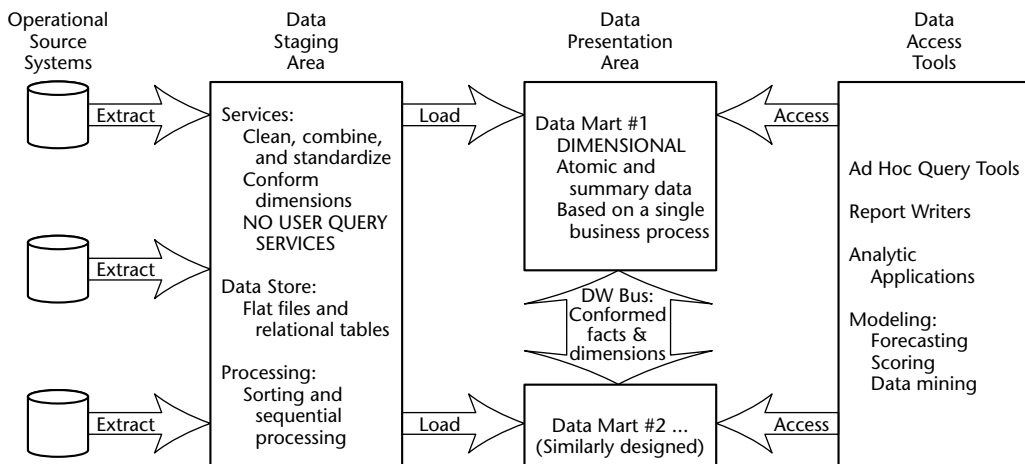 Operational
Source
Systems
Data
Staging
Area
Data
Presentation
Area
Data
Access
Tools
Extract
Extract
Extract
Services:
Clean, combine,
and standardize
Conform
dimensions
NO USER QUERY
SERVICES
Data Store:
Flat files and
relational tables
Processing:
Sorting and
sequential
processing
Load
Load
Data Mart #1
DIMENSIONAL
Atomic and
summary data
Based on a single
business process
DW Bus:
Conformed
facts &
dimensions
Data Mart #2 ...
(Similarly designed)
Access
Access
Ad Hoc Query Tools
Report Writers
Analytic
Applications
Modeling:
Forecasting
Scoring
Data mining